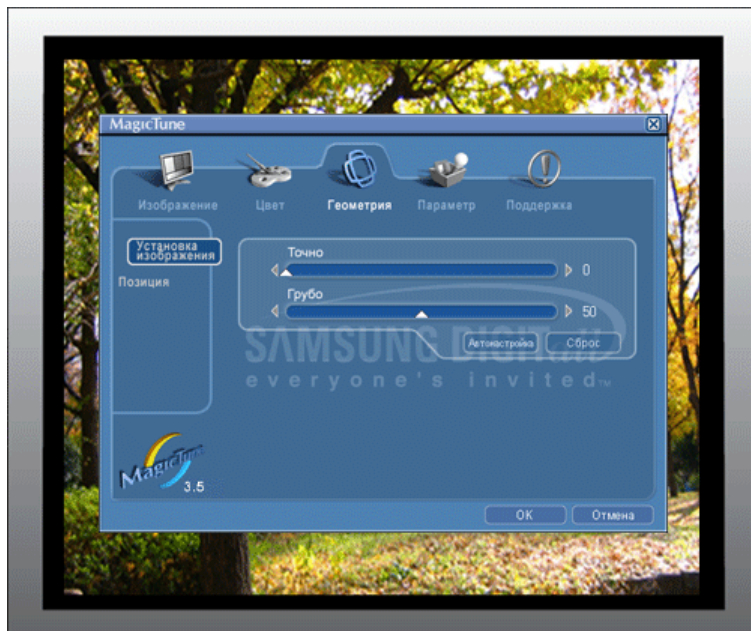 MagicTune
Изображение
Цвет
Геометрия
Параметр
Поддержка
Установка
изображения
Позиция
Точно
0
Грубо
50
SAMSUNG DIGITall
everyone's invited™
Автонастройка
Сброс
MagicTune
3.5
OK
Отмена